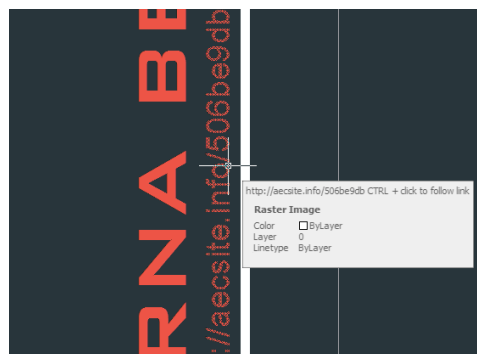 RNA BE
://aecsite.info/506be9db
http://aecsite.info/506be9db CTRL + click to follow link
Raster Image
Color ByLayer
Layer 0
Linetype ByLayer